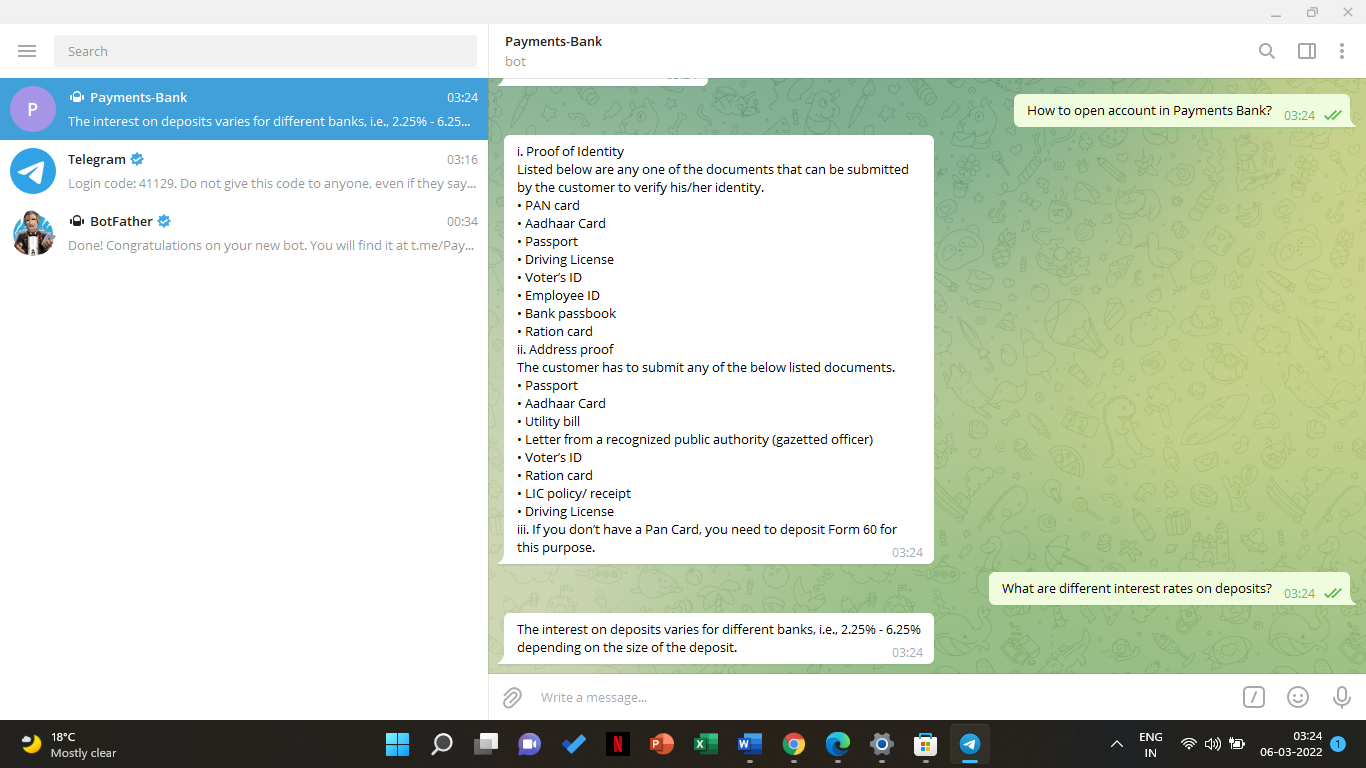 Search
P
Payments-Bank
03:24
The interest on deposits varies for different banks, i.e., 2.25% - 6.25...
Telegram
03:16
Login code: 41129. Do not give this code to anyone, even if they say...
BotFather
00:34
Done! Congratulations on your new bot. You will find it at t.me/Pay...
Payments-Bank
bot
How to open account in Payments Bank? 03:24
i. Proof of Identity
Listed below are any one of the documents that can be submitted
by the customer to verify his/her identity.
• PAN card
• Aadhaar Card
• Passport
• Driving License
• Voter’s ID
• Employee ID
• Bank passbook
• Ration card
ii. Address proof
The customer has to submit any of the below listed documents.
• Passport
• Aadhaar Card
• Utility bill
• Letter from a recognized public authority (gazetted officer)
• Voter’s ID
• Ration card
• LIC policy/ receipt
• Driving License
iii. If you don’t have a Pan Card, you need to deposit Form 60 for
this purpose. 03:24
What are different interest rates on deposits? 03:24
The interest on deposits varies for different banks, i.e., 2.25% - 6.25%
depending on the size of the deposit. 03:24
Write a message...
18°C
Mostly clear
N
P
X
W
ENG
IN
03:24
06-03-2022
1